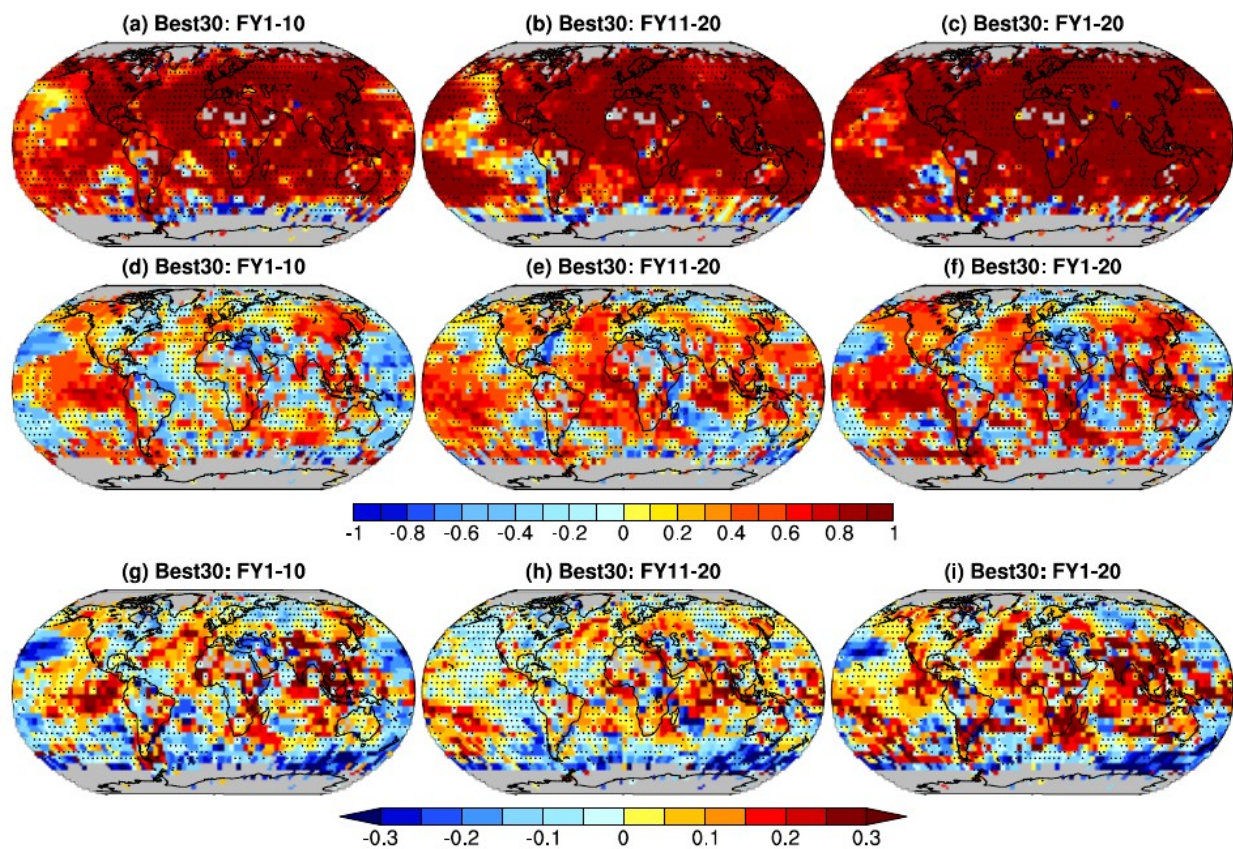 (a) Best30: FY1-10 (b) Best30: FY11-20 (c) Best30: FY1-20
(d) Best30: FY1-10 (e) Best30: FY11-20 (f) Best30: FY1-20
-1 -0.8 -0.6 -0.4 -0.2 0 0.2 0.4 0.6 0.8 1
(g) Best30: FY1-10 (h) Best30: FY11-20 (i) Best30: FY1-20
-0.3 -0.2 -0.1 0 0.1 0.2 0.3